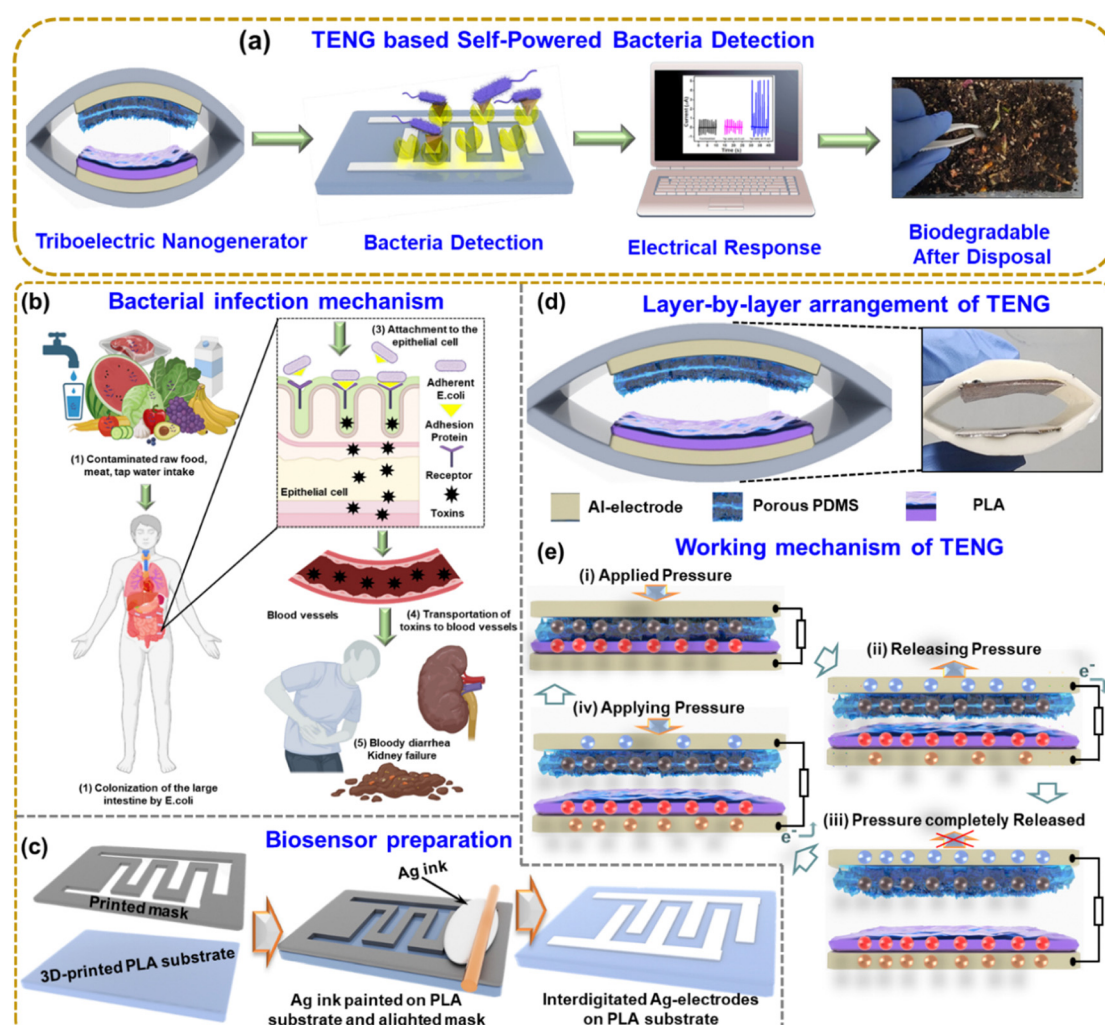 (a)
TENG based Self-Powered Bacteria Detection
Triboelectric Nanogenerator
Bacteria Detection
Current (µA)
Time (s)
Electrical Response
Biodegradable
After Disposal
(b)
Bacterial infection mechanism
(1) Contaminated raw food,
meat, tap water intake
(3) Attachment to the
epithelial cell
Adherent
E.coli
Adhesion
Protein
Receptor
Toxins
Epithelial cell
Blood vessels
(4) Transportation of
toxins to blood vessels
(5) Bloody diarrhea
Kidney failure
(1) Colonization of the large
intestine by E.coli
(c)
Biosensor preparation
Printed mask
3D-printed PLA substrate
Ag ink
Ag ink painted on PLA
substrate and alighted mask
Interdigitated Ag-electrodes
on PLA substrate
(d)
Layer-by-layer arrangement of TENG
Al-electrode
Porous PDMS
PLA
(e)
Working mechanism of TENG
(i) Applied Pressure
(ii) Releasing Pressure
e-
(iv) Applying Pressure
e-
(iii) Pressure completely Released